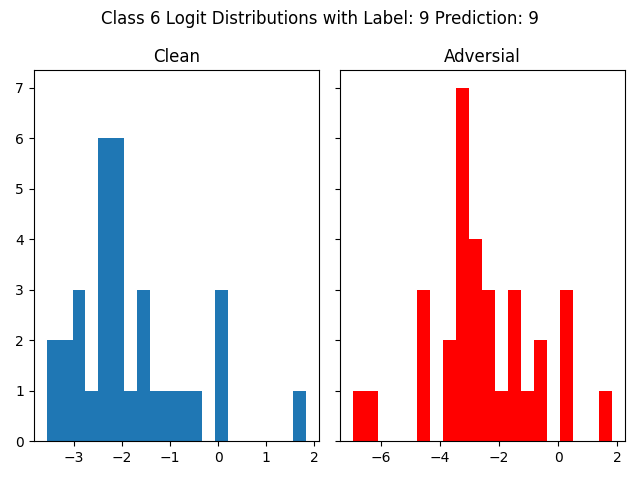 Class 6 Logit Distributions with Label: 9 Prediction: 9
Clean
Adversial
7
6
5
4
3
2
1
0
−3 −2 −1 0 1 2
−6 −4 −2 0 2